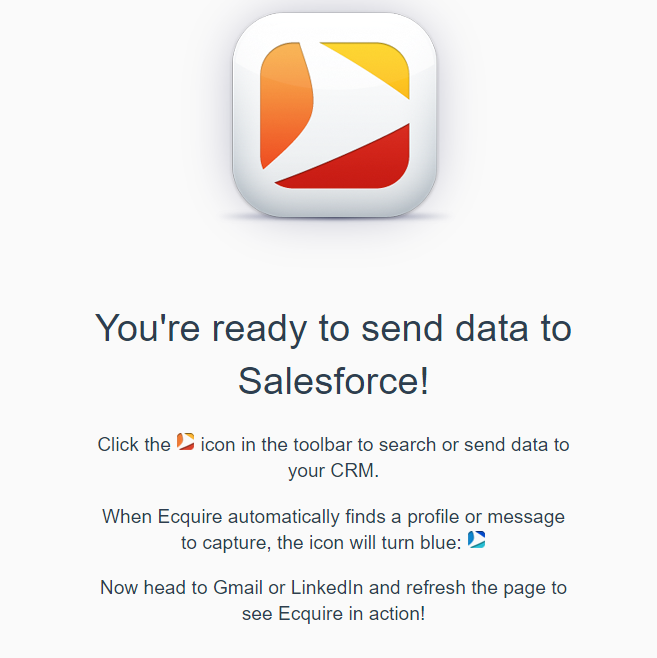 You're ready to send data to
Salesforce!
Click the icon in the toolbar to search or send data to
your CRM.
When Ecquire automatically finds a profile or message
to capture, the icon will turn blue:
Now head to Gmail or LinkedIn and refresh the page to
see Ecquire in action!